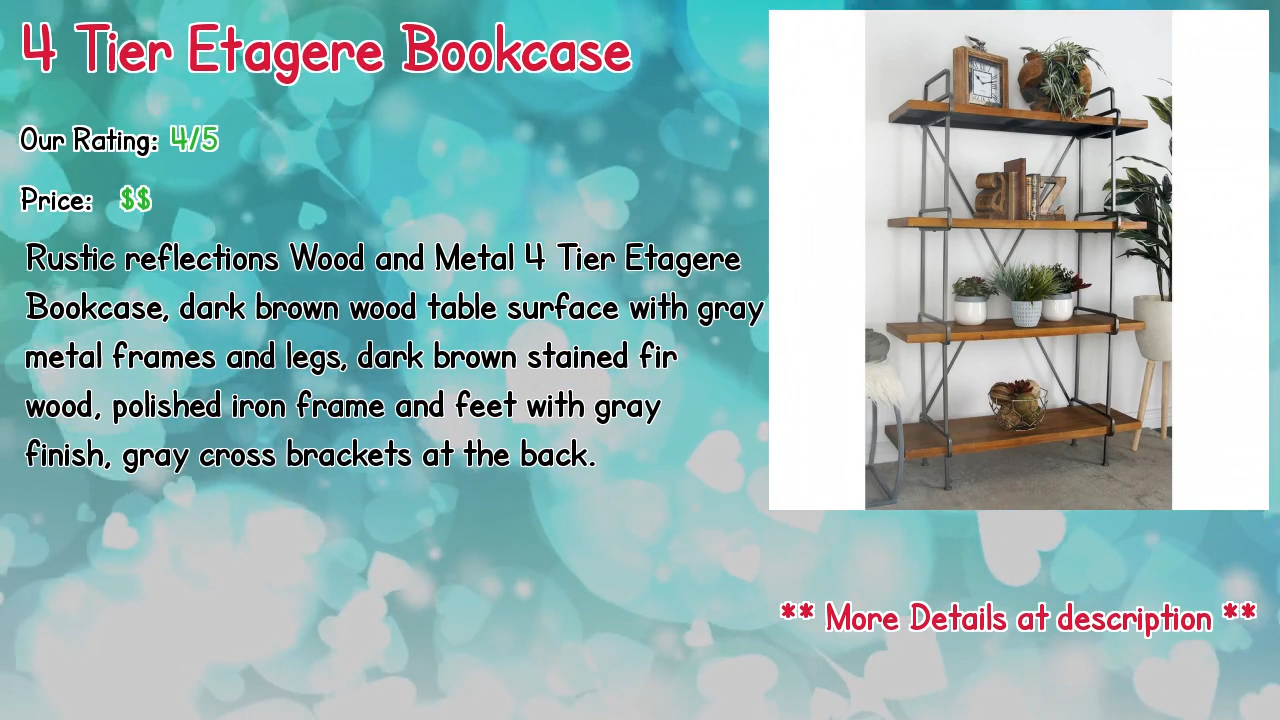 4 Tier Etagere Bookcase
Our Rating: 4/5
Price: $$
Rustic reflections Wood and Metal 4 Tier Etagere
Bookcase, dark brown wood table surface with gray
metal frames and legs, dark brown stained fir
wood, polished iron frame and feet with gray
finish, gray cross brackets at the back.
** More Details at description **